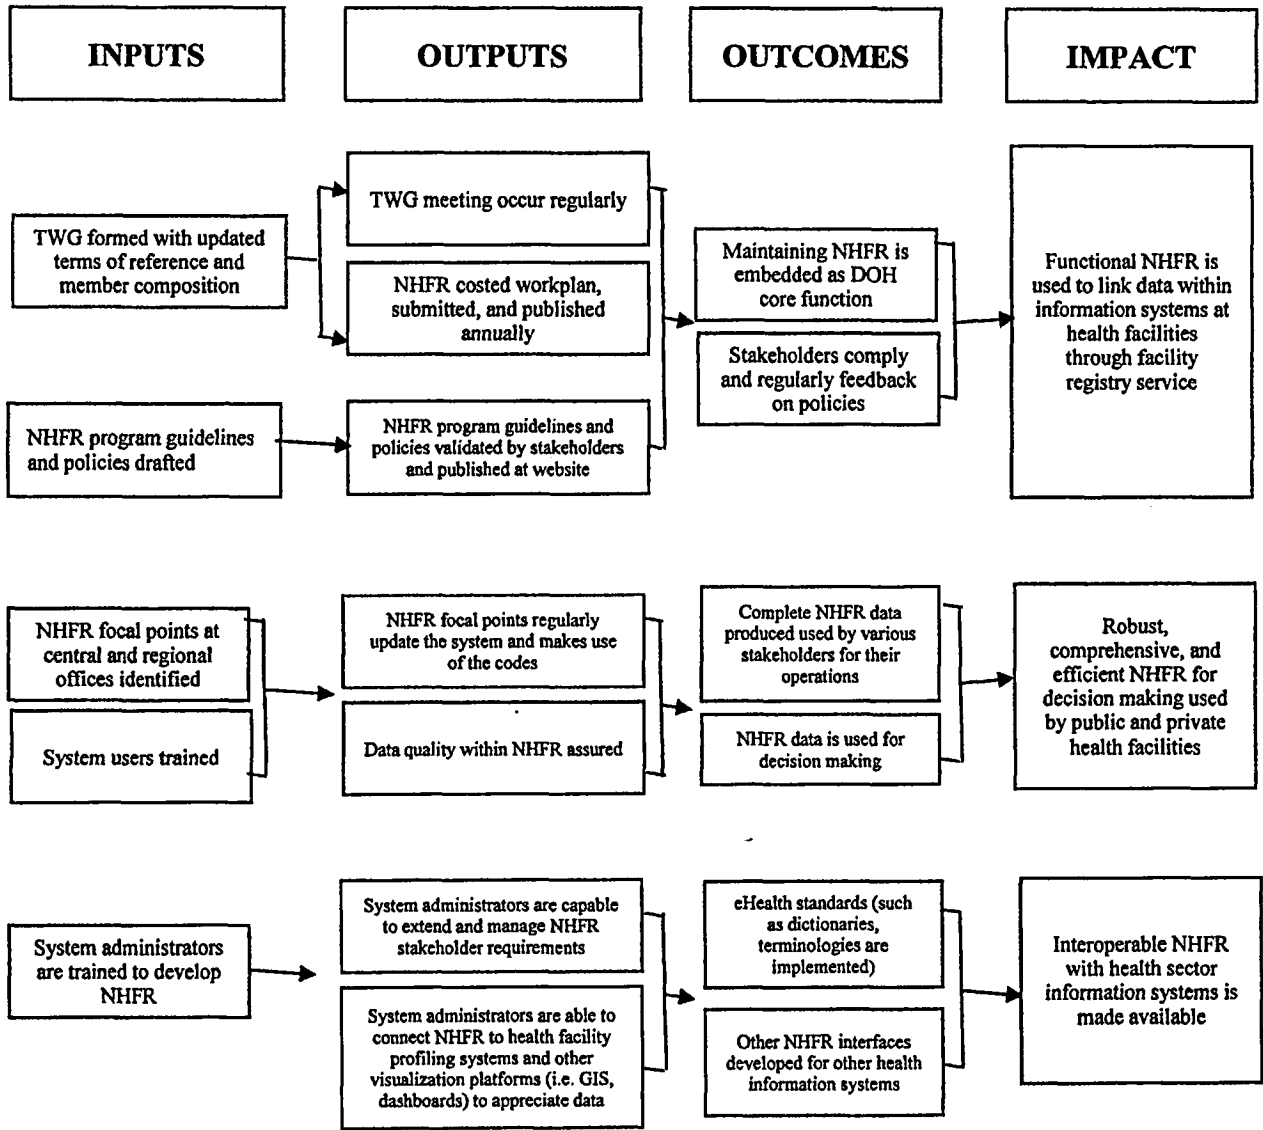 INPUTS
OUTPUTS
OUTCOMES
IMPACT
TWG formed with updated
terms of reference and
member composition
NHFR program guidelines
and policies drafted
TWG meeting occur regularly
NHFR costed workplan,
submitted, and published
annually
NHFR program guidelines and
policies validated by stakeholders
and published at website
Maintaining NHFR is
embedded as DOH
core function
Stakeholders comply
and regularly feedback
on policies
Functional NHFR is
used to link data within
information systems at
health facilities
through facility
registry service
NHFR focal points at
central and regional
offices identified
System users trained
NHFR focal points regularly
update the system and makes use
of the codes
Data quality within NHFR assured
Complete NHFR data
produced used by various
stakeholders for their
operations
NHFR data is used for
decision making
Robust,
comprehensive, and
efficient NHFR for
decision making used
by public and private
health facilities
System administrators
are trained to develop
NHFR
System administrators are capable
to extend and manage NHFR
stakeholder requirements
System administrators are able to
connect NHFR to health facility
profiling systems and other
visualization platforms (i.e. GIS,
dashboards) to appreciate data
eHealth standards (such
as dictionaries,
terminologies are
implemented)
Other NHFR interfaces
developed for other health
information systems
Interoperable NHFR
with health sector
information systems is
made available